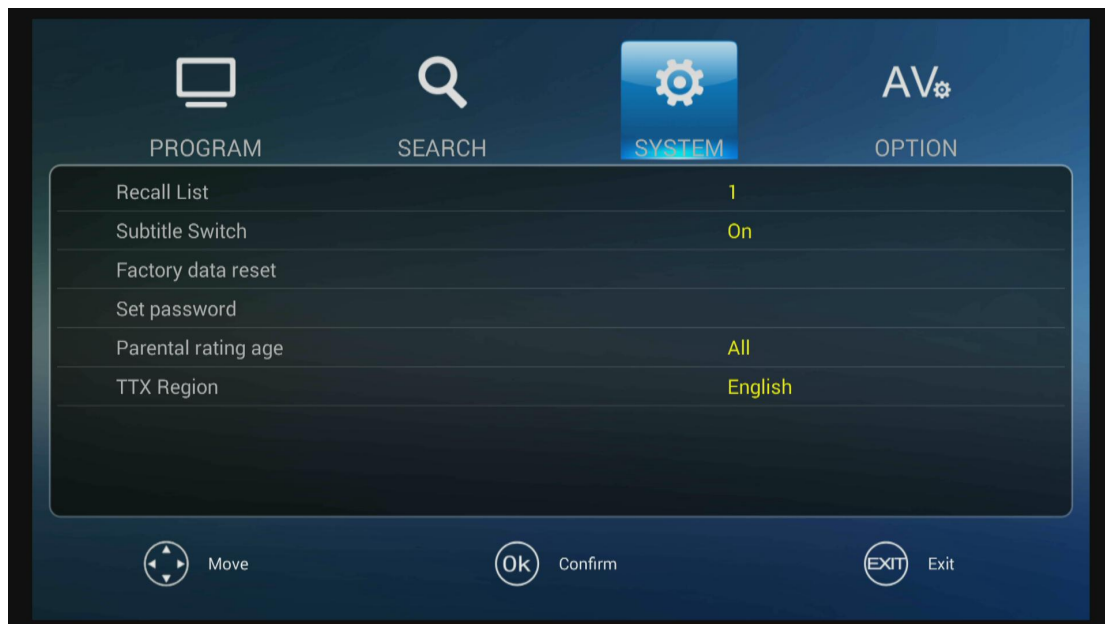 AV
PROGRAM SEARCH SYSTEM OPTION
Recall List 1
Subtitle Switch On
Factory data reset
Set password
Parental rating age All
TTX Region English
Move Ok Confirm EXIT Exit